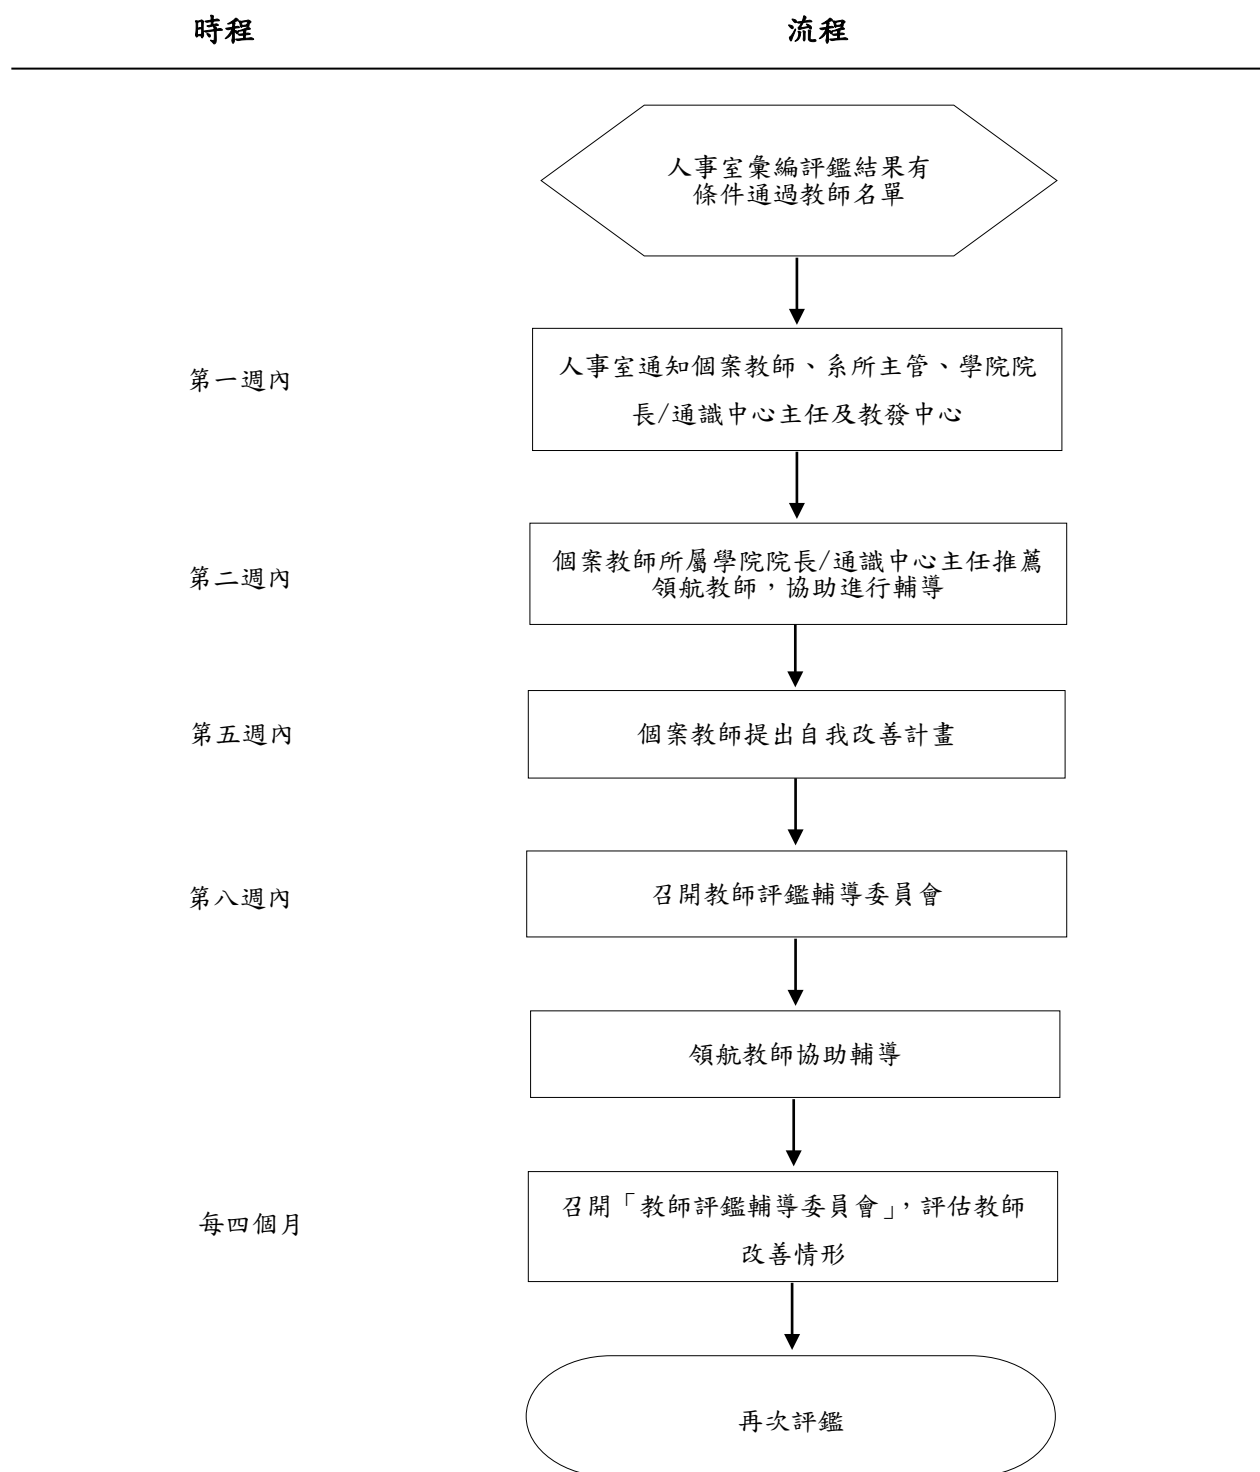 時程
流程
人事室彙編評鑑結果有
條件通過教師名單
第一週內
人事室通知個案教師、系所主管、學院院
長/通識中心主任及教發中心
第二週內
個案教師所屬學院院長/通識中心主任推薦
領航教師，協助進行輔導
第五週內
個案教師提出自我改善計畫
第八週內
召開教師評鑑輔導委員會
領航教師協助輔導
每四個月
召開「教師評鑑輔導委員會」，評估教師
改善情形
再次評鑑